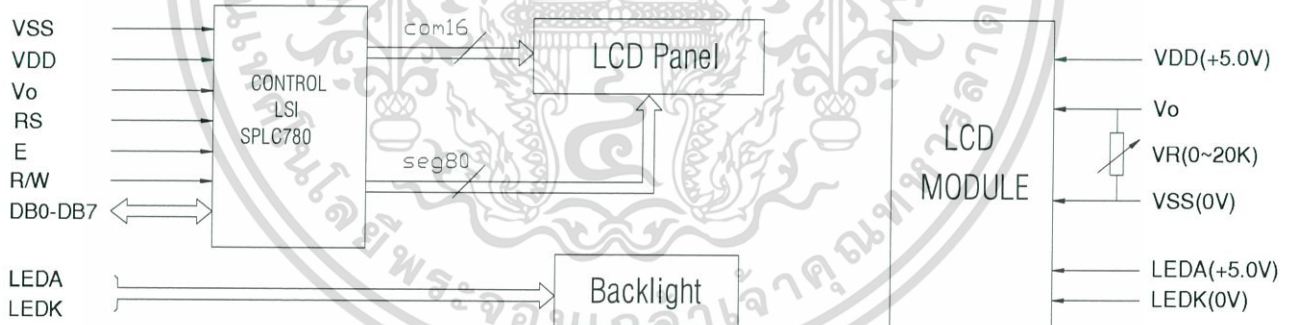 VSS
VDD
Vo
RS
E
R/W
DB0-DB7
LEDA
LEDK
CONTROL
LSI
SPLC780
com16
seg80
LCD Panel
Backlight
LCD
MODULE
VDD(+5.0V)
Vo
VR(0~20K)
VSS(0V)
LEDA(+5.0V)
LEDK(0V)